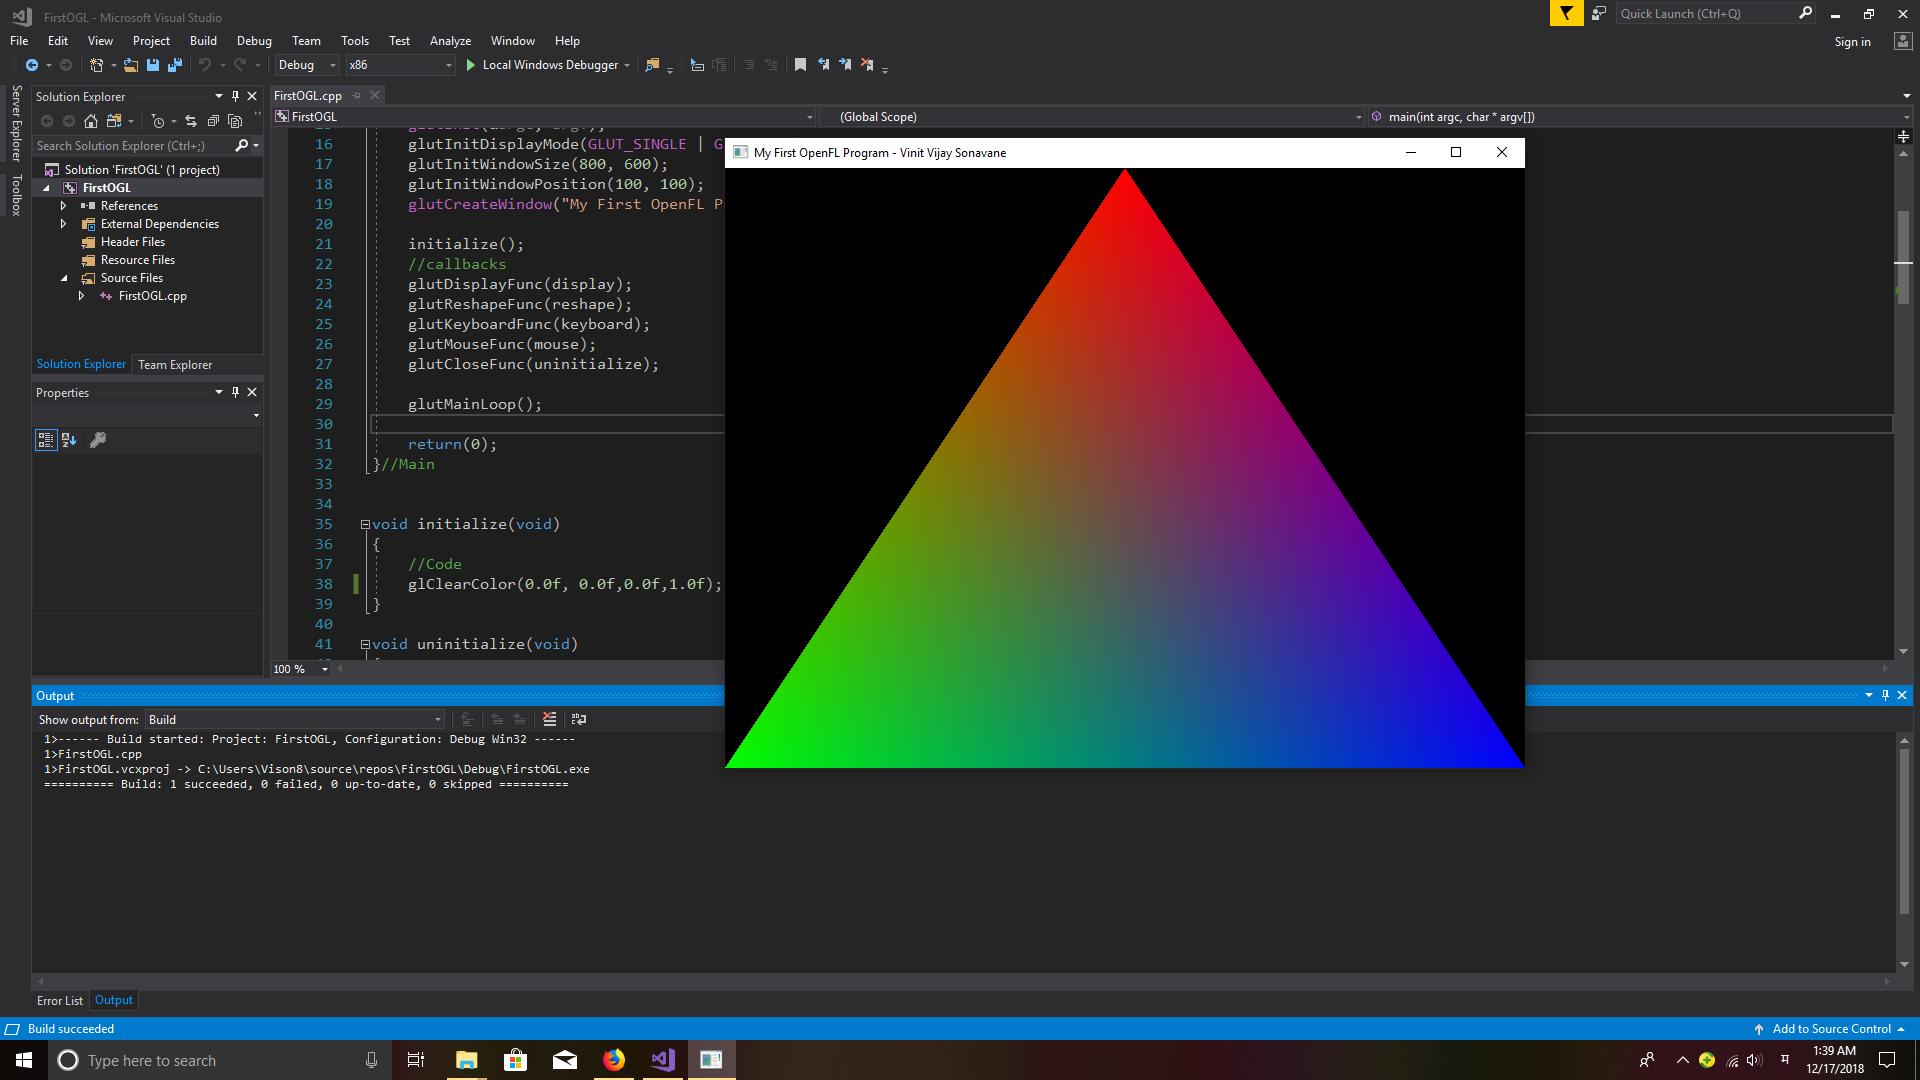 FirstOGL - Microsoft Visual Studio
Quick Launch (Ctrl+Q)
File Edit View Project Build Debug Team Tools Test Analyze Window Help
Sign in
Debug x86 Local Windows Debugger
Server Explorer
Toolbox
Solution Explorer
Search Solution Explorer (Ctrl+;)
Solution 'FirstOGL' (1 project)
FirstOGL
References
External Dependencies
Header Files
Resource Files
Source Files
FirstOGL.cpp
Solution Explorer Team Explorer
Properties
FirstOGL.cpp
FirstOGL (Global Scope) main(int argc, char * argv[])
16 glutInitDisplayMode(GLUT_SINGLE | G
17 glutInitWindowSize(800, 600);
18 glutInitWindowPosition(100, 100);
19 glutCreateWindow("My First OpenFL P
20
21 initialize();
22 //callbacks
23 glutDisplayFunc(display);
24 glutReshapeFunc(reshape);
25 glutKeyboardFunc(keyboard);
26 glutMouseFunc(mouse);
27 glutCloseFunc(uninitialize);
28
29 glutMainLoop();
30
31 return(0);
32 }//Main
33
34
35 void initialize(void)
36 {
37 //Code
38 glClearColor(0.0f, 0.0f,0.0f,1.0f);
39 }
40
41 void uninitialize(void)
100 %
My First OpenFL Program - Vinit Vijay Sonavane
Output
Show output from: Build
1>------ Build started: Project: FirstOGL, Configuration: Debug Win32 ------
1>FirstOGL.cpp
1>FirstOGL.vcxproj -> C:\Users\Vison8\source\repos\FirstOGL\Debug\FirstOGL.exe
========== Build: 1 succeeded, 0 failed, 0 up-to-date, 0 skipped ==========
Error List Output
Build succeeded
Add to Source Control
Type here to search
म
1:39 AM
12/17/2018